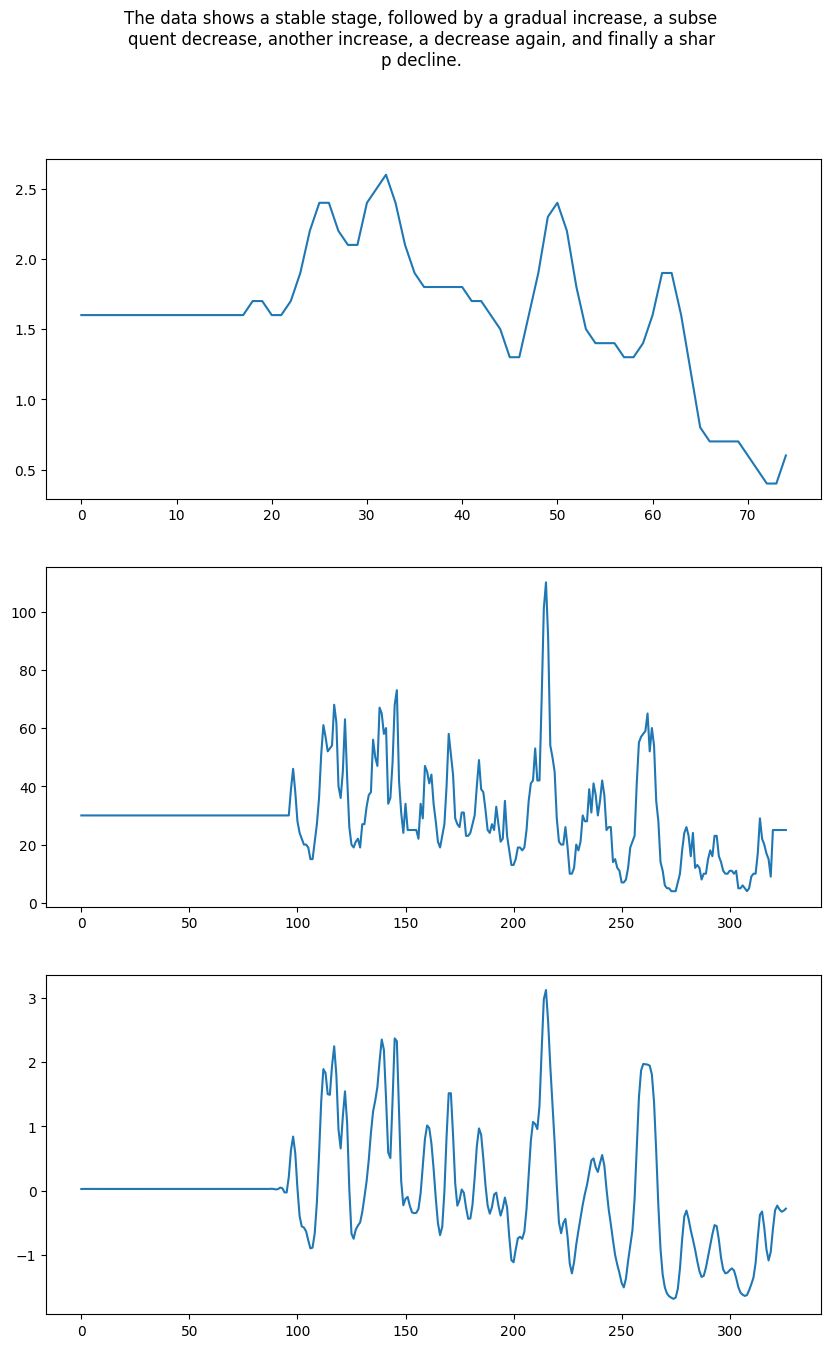 The data shows a stable stage, followed by a gradual increase, a subse
quent decrease, another increase, a decrease again, and finally a shar
p decline.
2.5
2.0
1.5
1.0
0.5
0 10 20 30 40 50 60 70
100
80
60
40
20
0
0 50 100 150 200 250 300
3
2
1
0
−1
0 50 100 150 200 250 300